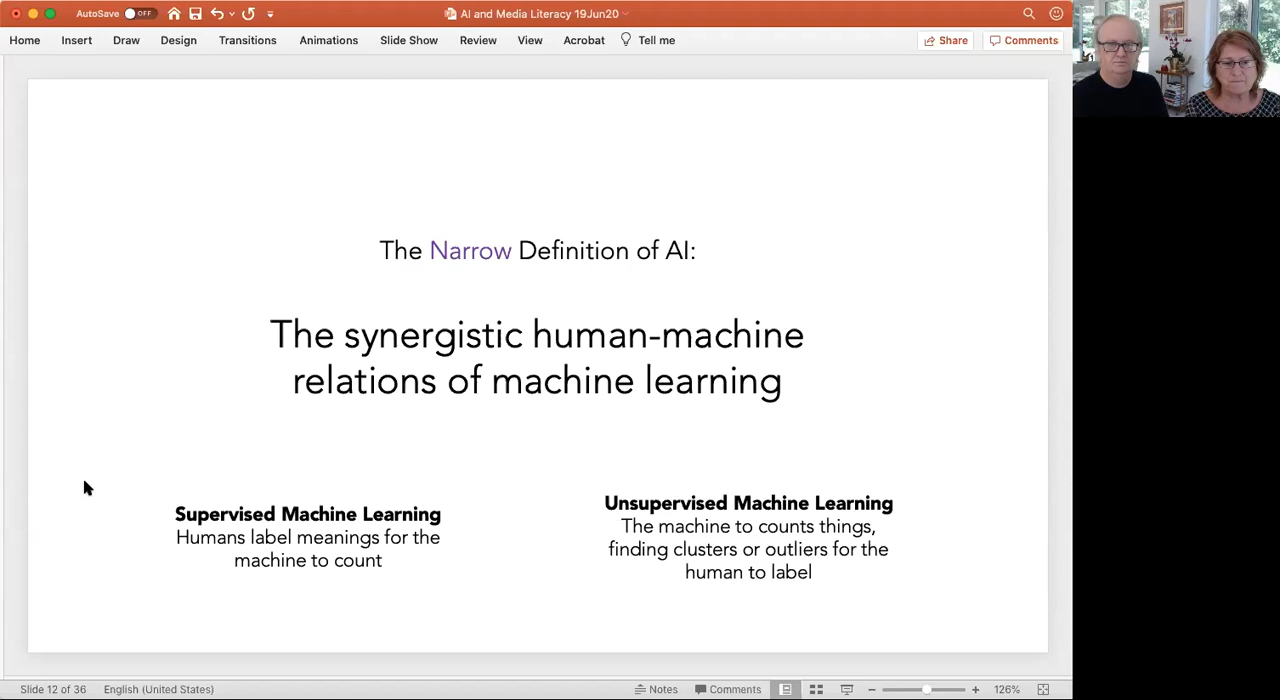 AutoSave OFF
AI and Media Literacy 19Jun20
Home Insert Draw Design Transitions Animations Slide Show Review View Acrobat Tell me Share Comments
The Narrow Definition of AI:
The synergistic human-machine
relations of machine learning
Supervised Machine Learning
Humans label meanings for the
machine to count
Unsupervised Machine Learning
The machine to counts things,
finding clusters or outliers for the
human to label
Slide 12 of 36 English (United States) Notes Comments 126%